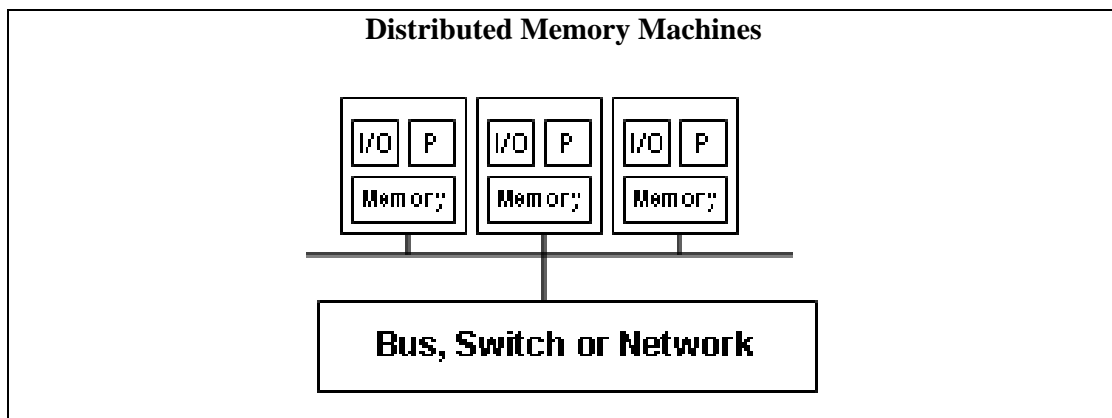 Distributed Memory Machines
I/O P I/O P I/O P
Memory Memory Memory
Bus, Switch or Network